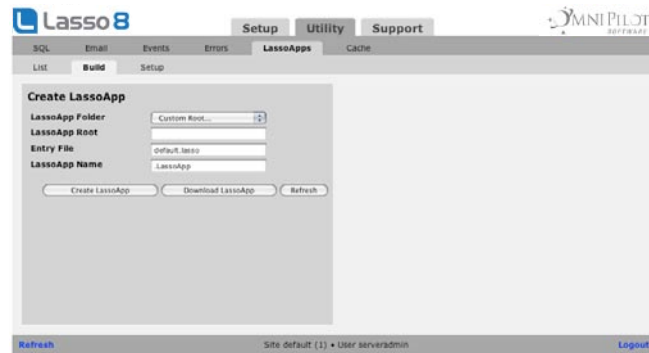 Lasso 8
Setup Utility Support
OMNIPILOT
SOFTWARE
SQL Email Events Errors LassoApps Cache
List Build Setup
Create LassoApp
LassoApp Folder Custom Root...
LassoApp Root
Entry File default.lasso
LassoApp Name .LassoApp
Create LassoApp Download LassoApp Refresh
Refresh Site default (1) • User serveradmin Logout